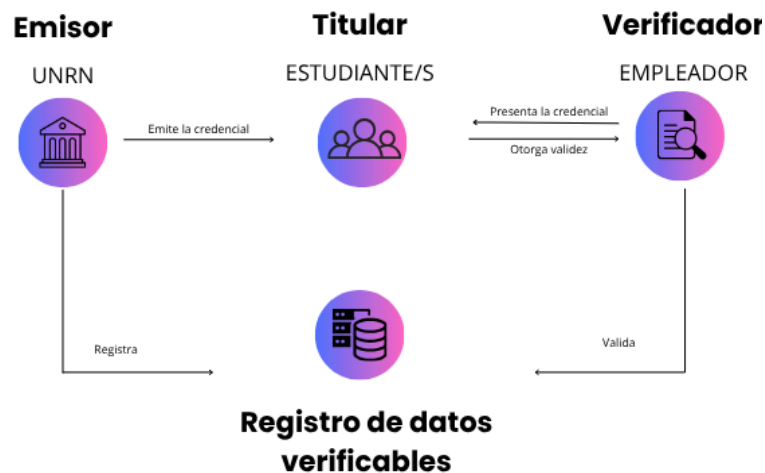 Emisor
Titular
Verificador
UNRN
ESTUDIANTE/S
EMPLEADOR
Emite la credencial
Presenta la credencial
Otorga validez
Registra
Valida
Registro de datos
verificables